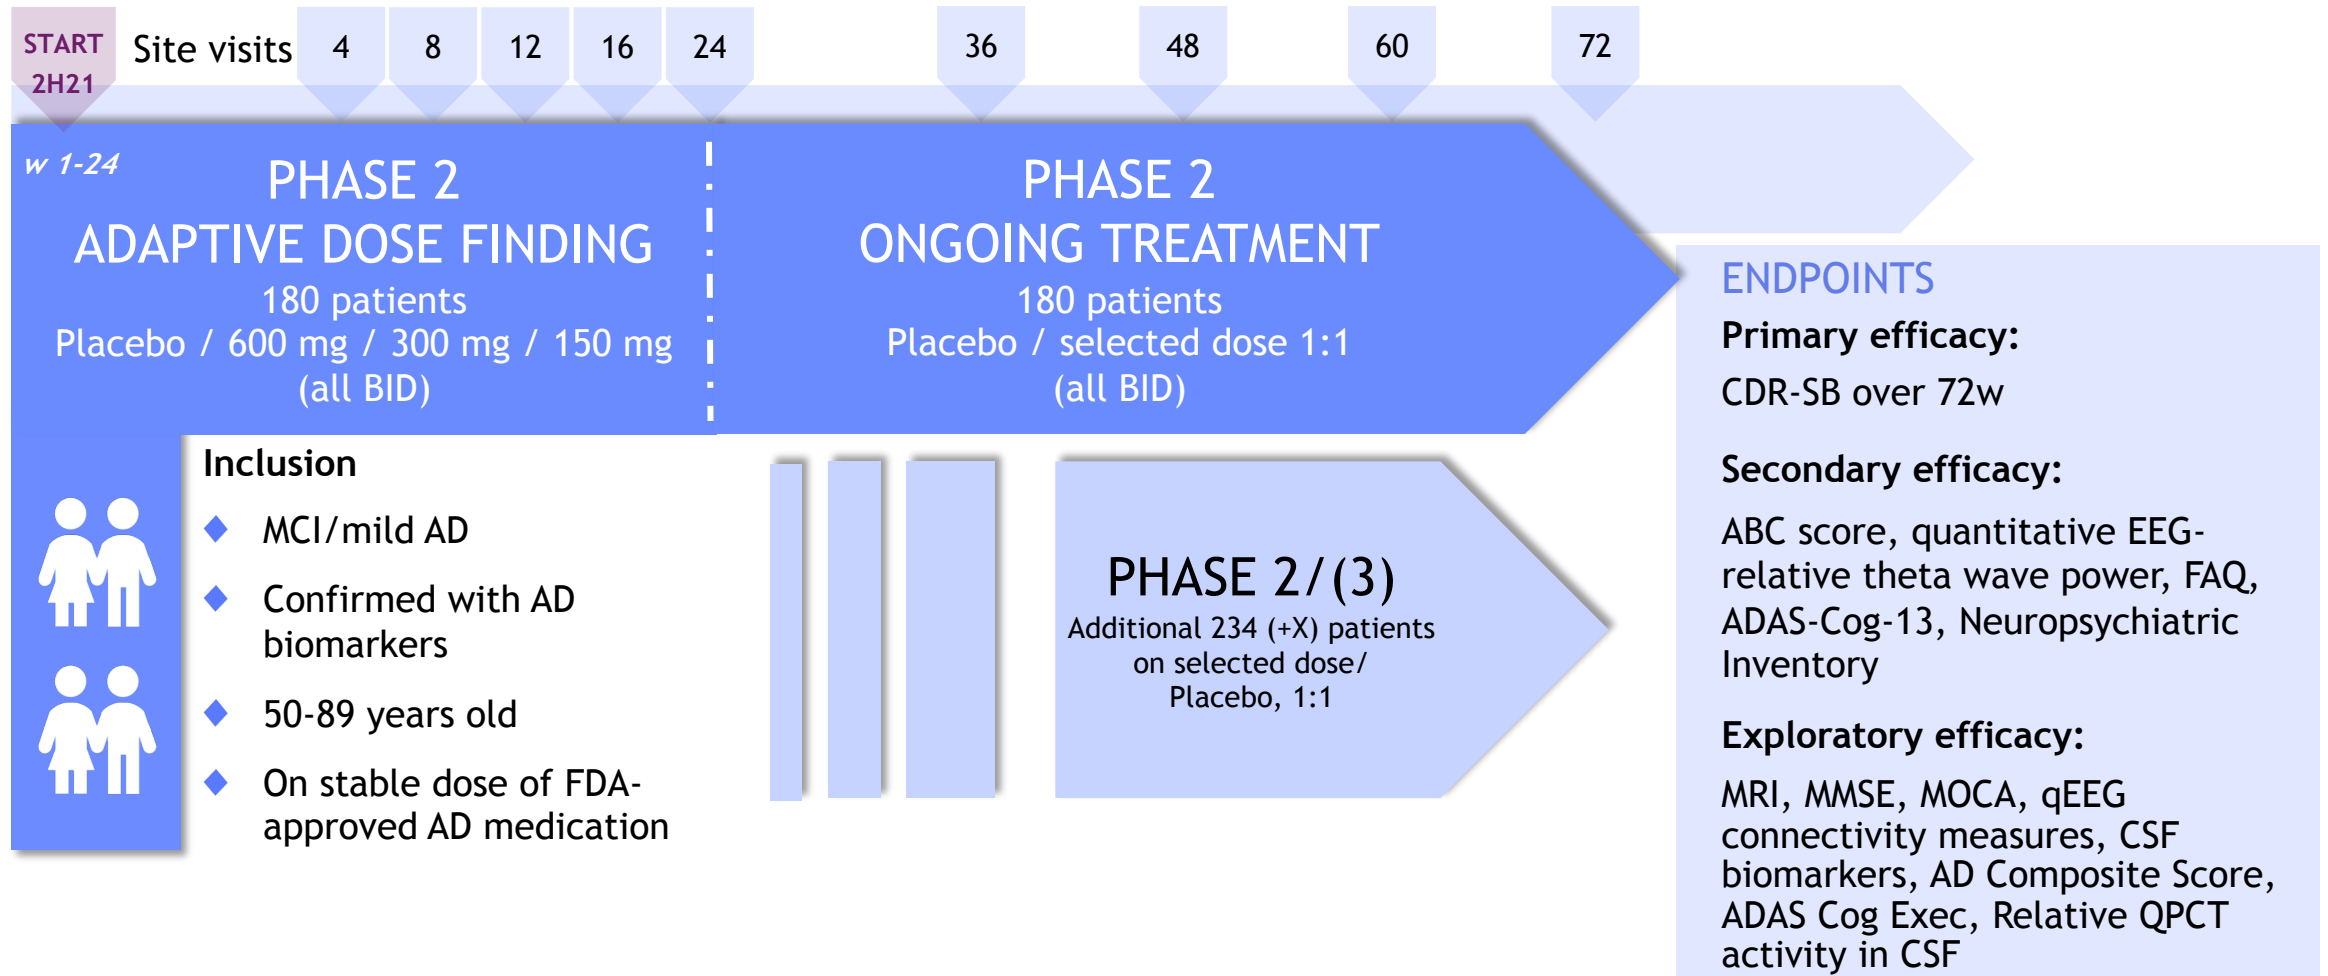 START
2H21
Site visits 4 8 12 16 24 36 48 60 72
w 1-24
PHASE 2
ADAPTIVE DOSE FINDING
180 patients
Placebo / 600 mg / 300 mg / 150 mg
(all BID)
PHASE 2
ONGOING TREATMENT
180 patients
Placebo / selected dose 1:1
(all BID)
Inclusion
MCI/mild AD
Confirmed with AD
biomarkers
50-89 years old
On stable dose of FDA-
approved AD medication
PHASE 2/(3)
Additional 234 (+X) patients
on selected dose/
Placebo, 1:1
ENDPOINTS
Primary efficacy:
CDR-SB over 72w
Secondary efficacy:
ABC score, quantitative EEG-
relative theta wave power, FAQ,
ADAS-Cog-13, Neuropsychiatric
Inventory
Exploratory efficacy:
MRI, MMSE, MOCA, qEEG
connectivity measures, CSF
biomarkers, AD Composite Score,
ADAS Cog Exec, Relative QPCT
activity in CSF